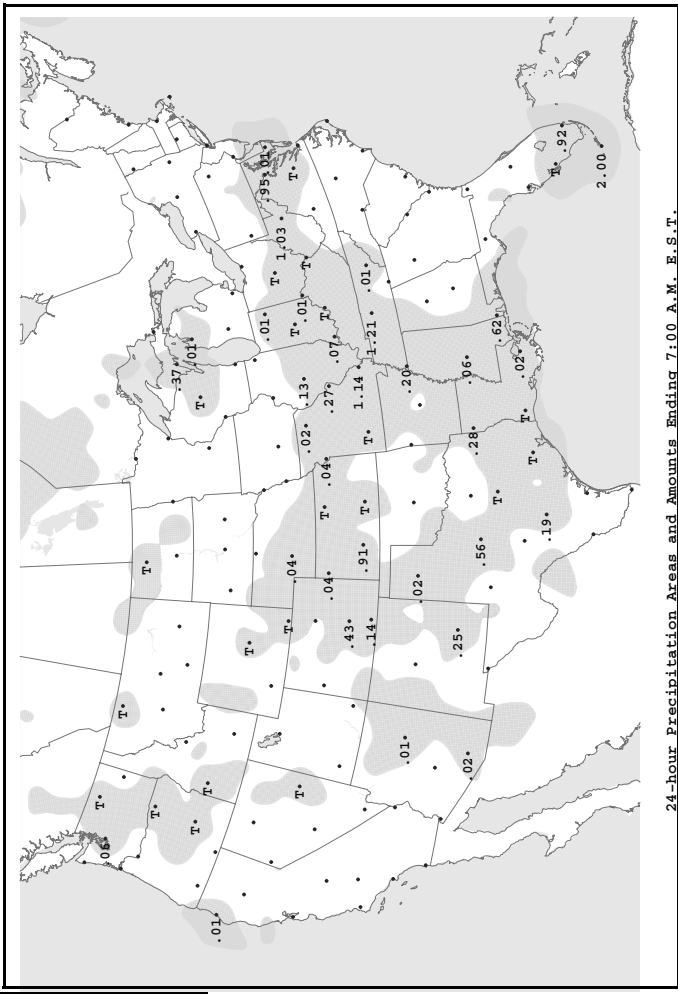 .06
T
T
T
T
.37
.01
T
T
T
.01
T
.01
.95
.01
T
1.03
T
.04
T
T
T
.01
.13
.02
T
T
T
.04
.04
.27
.07
.43
1.14
.91
T
.01
T
.14
1.21
.01
.20
.02
.25
.06
.02
.28
.56
T
.62
.02
T
T
.19
T
.92
2.00
24-hour Precipitation Areas and Amounts Ending 7:00 A.M. E.S.T.